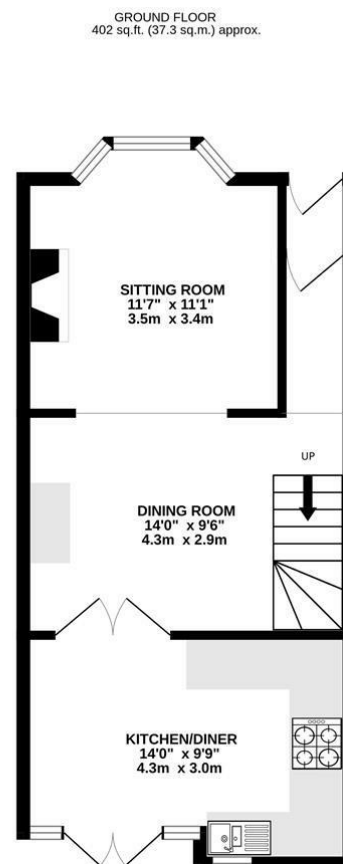 GROUND FLOOR
402 sq.ft. (37.3 sq.m.) approx.
SITTING ROOM
11'7" x 11'1"
3.5m x 3.4m
UP
DINING ROOM
14'0" x 9'6"
4.3m x 2.9m
KITCHEN/DINER
14'0" x 9'9"
4.3m x 3.0m